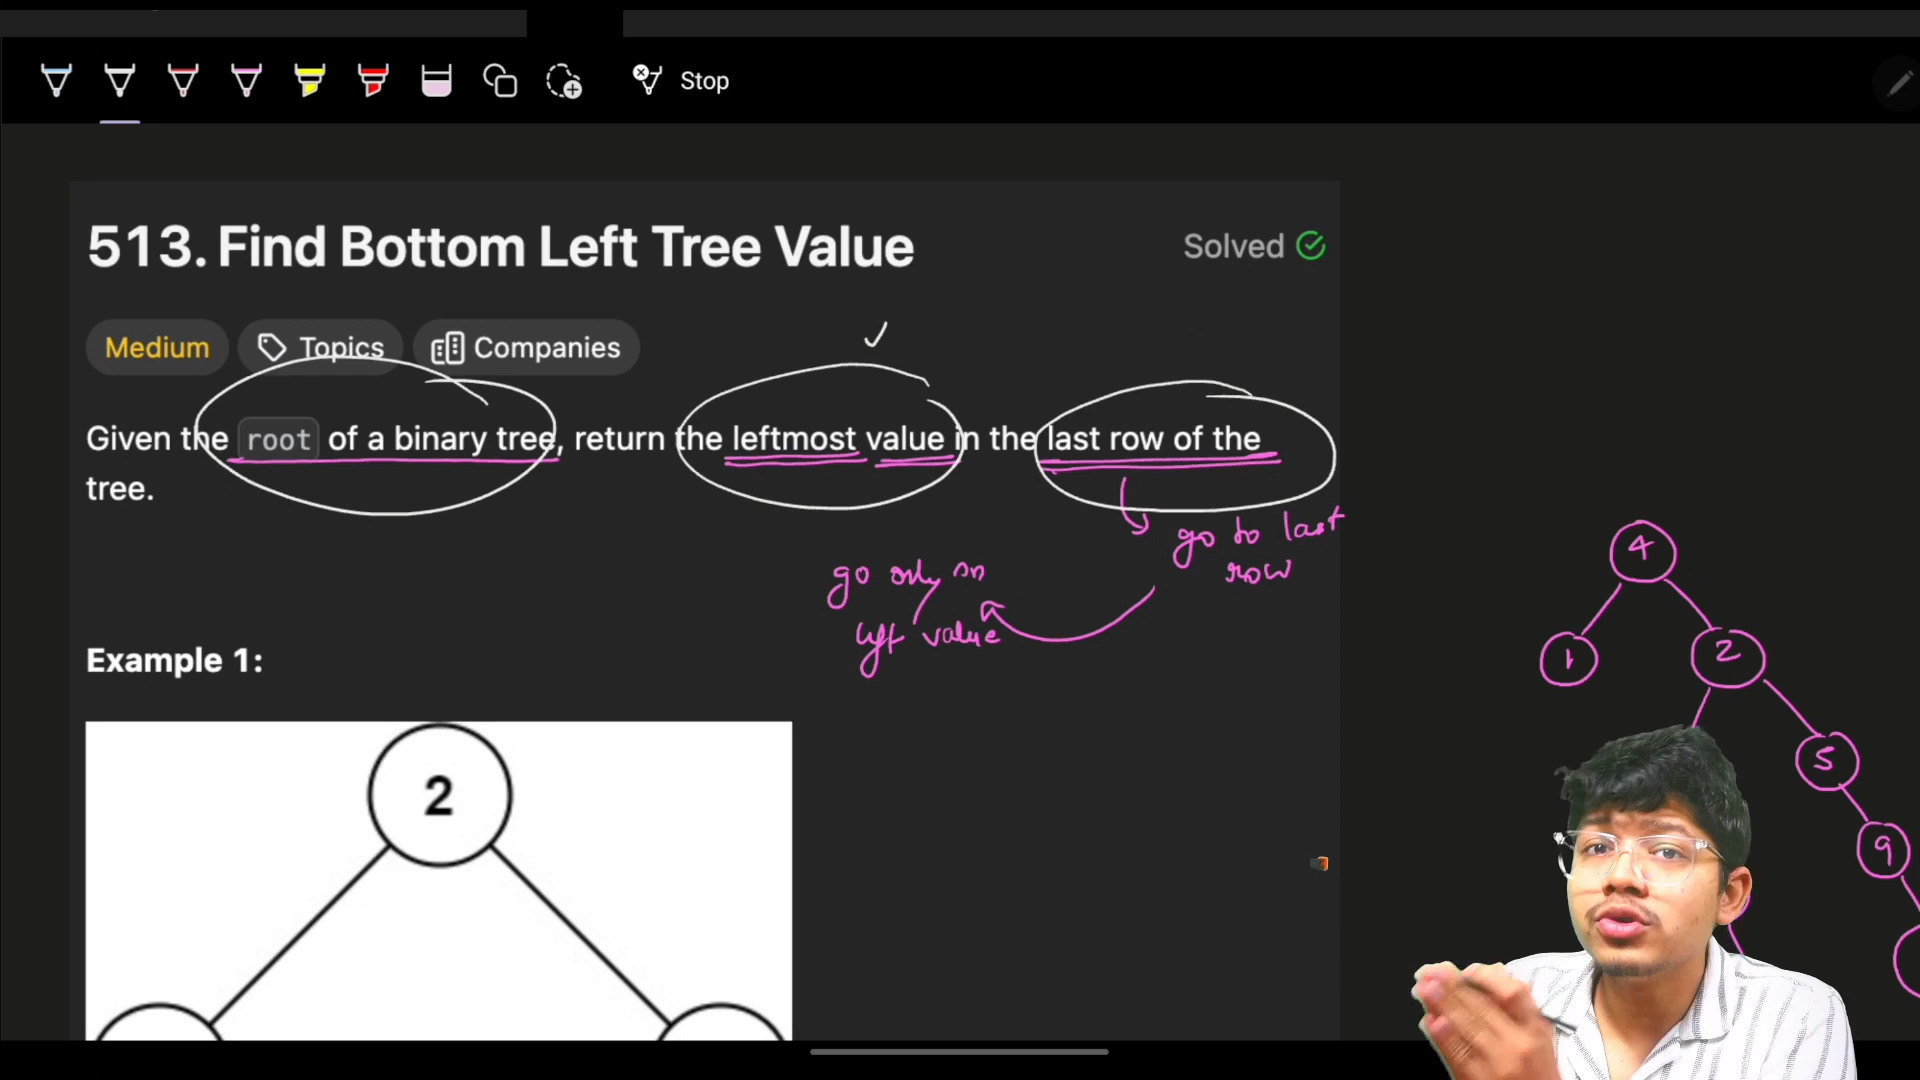 Stop
513. Find Bottom Left Tree Value
Solved
Medium
Topics
Companies
Given the root of a binary tree, return the leftmost value in the last row of the
tree.
go to last
row
go only on
left value
Example 1:
2
4
1
2
5
9